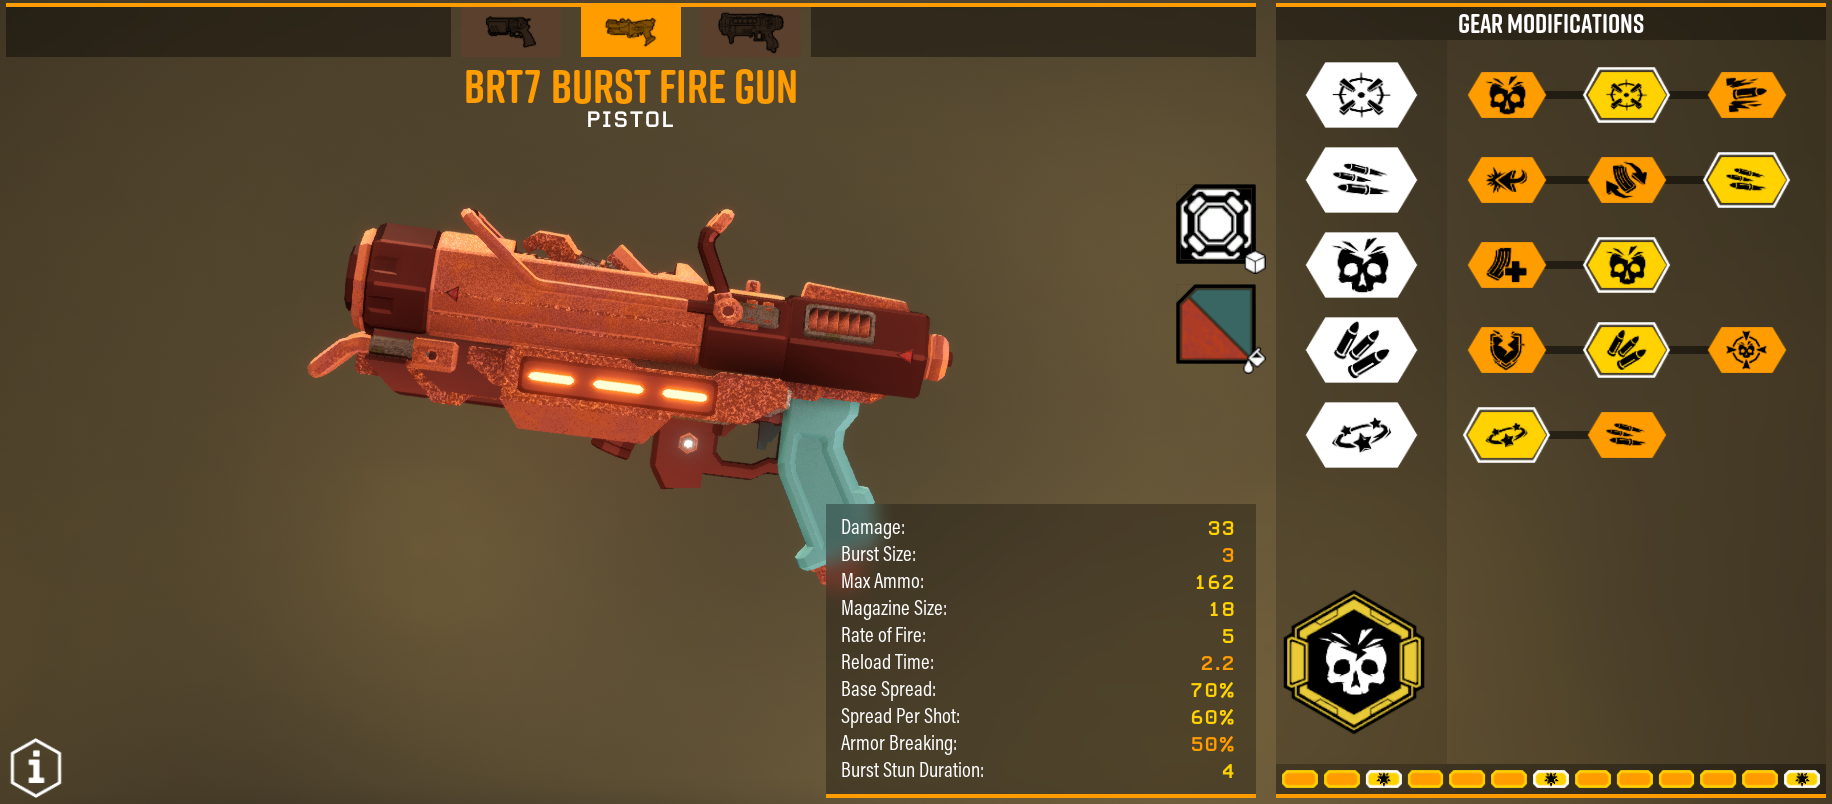 GEAR MODIFICATIONS
BRT7 BURST FIRE GUN
PISTOL
Damage: 33
Burst Size: 3
Max Ammo: 162
Magazine Size: 18
Rate of Fire: 5
Reload Time: 2.2
Base Spread: 70%
Spread Per Shot: 60%
Armor Breaking: 50%
Burst Stun Duration: 4
i